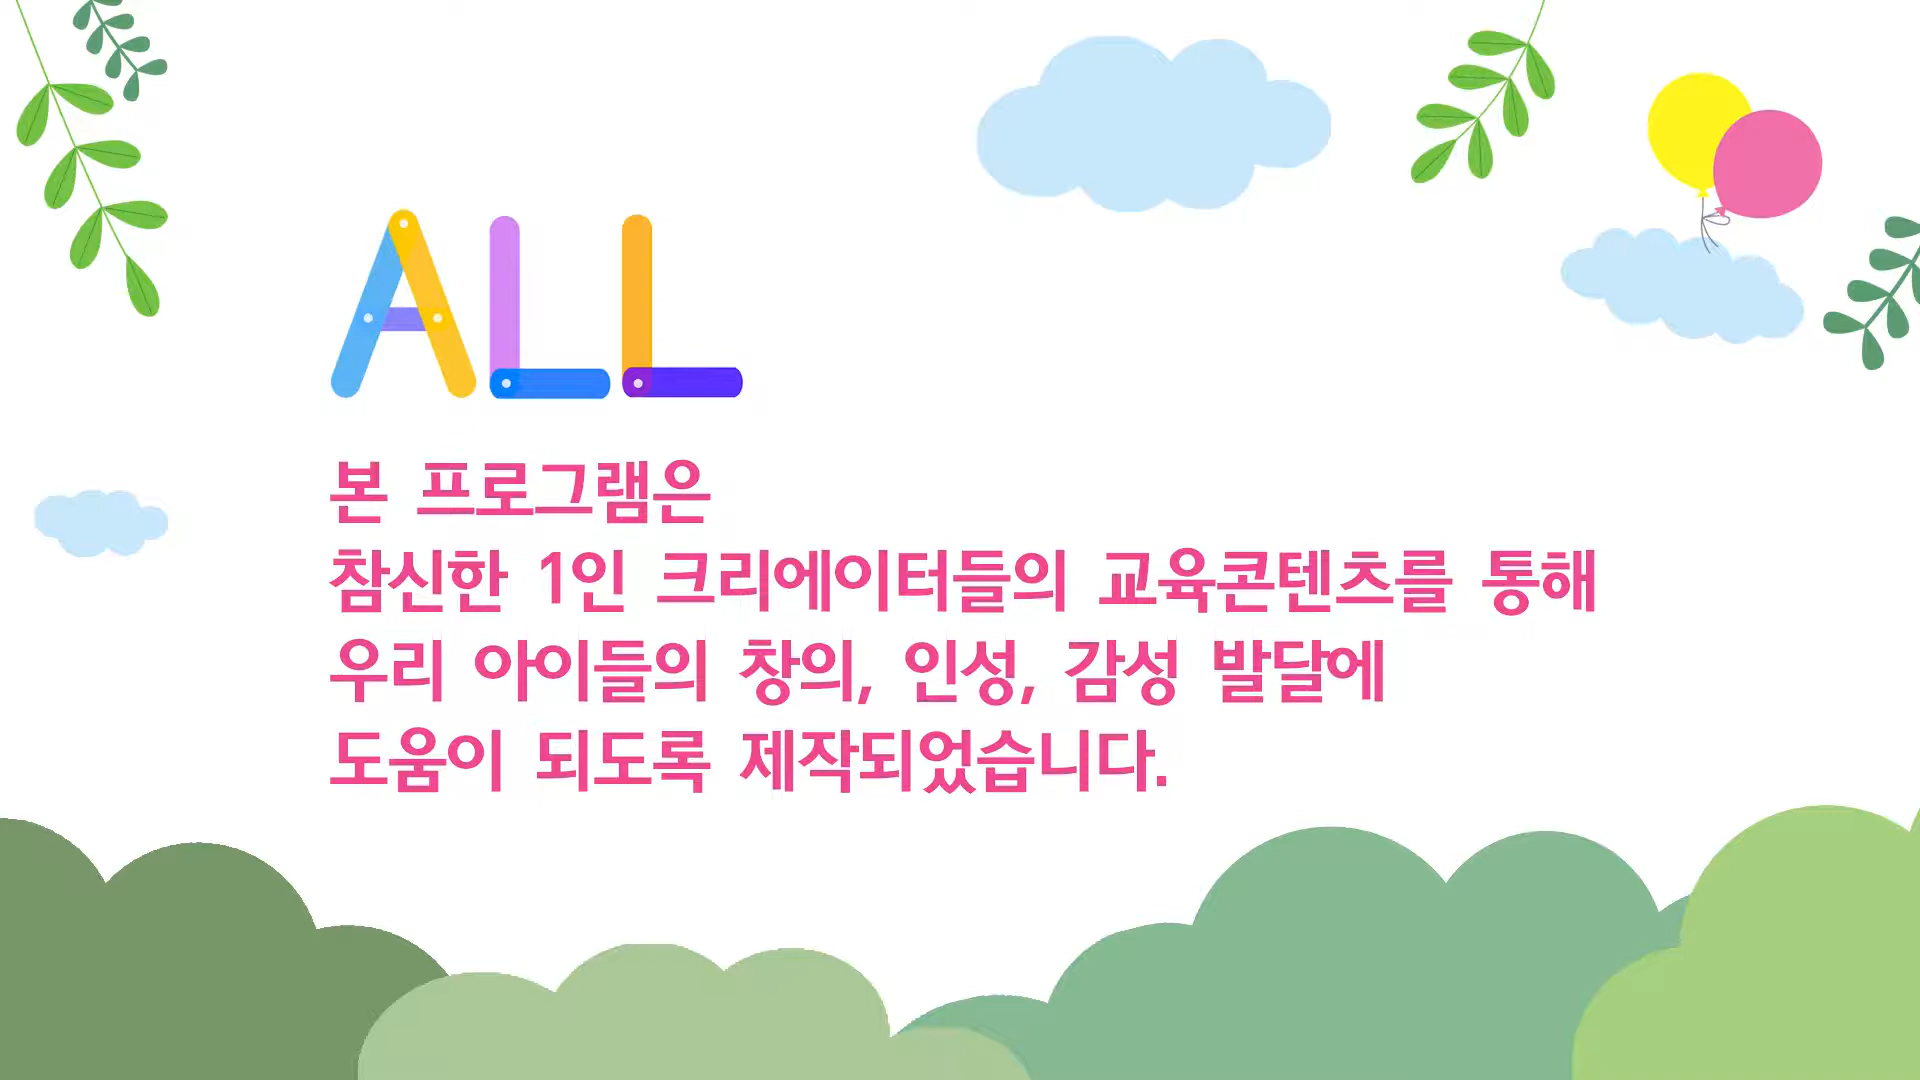 ALL
본 프로그램은
참신한 1인 크리에이터들의 교육콘텐츠를 통해
우리 아이들의 창의, 인성, 감성 발달에
도움이 되도록 제작되었습니다.